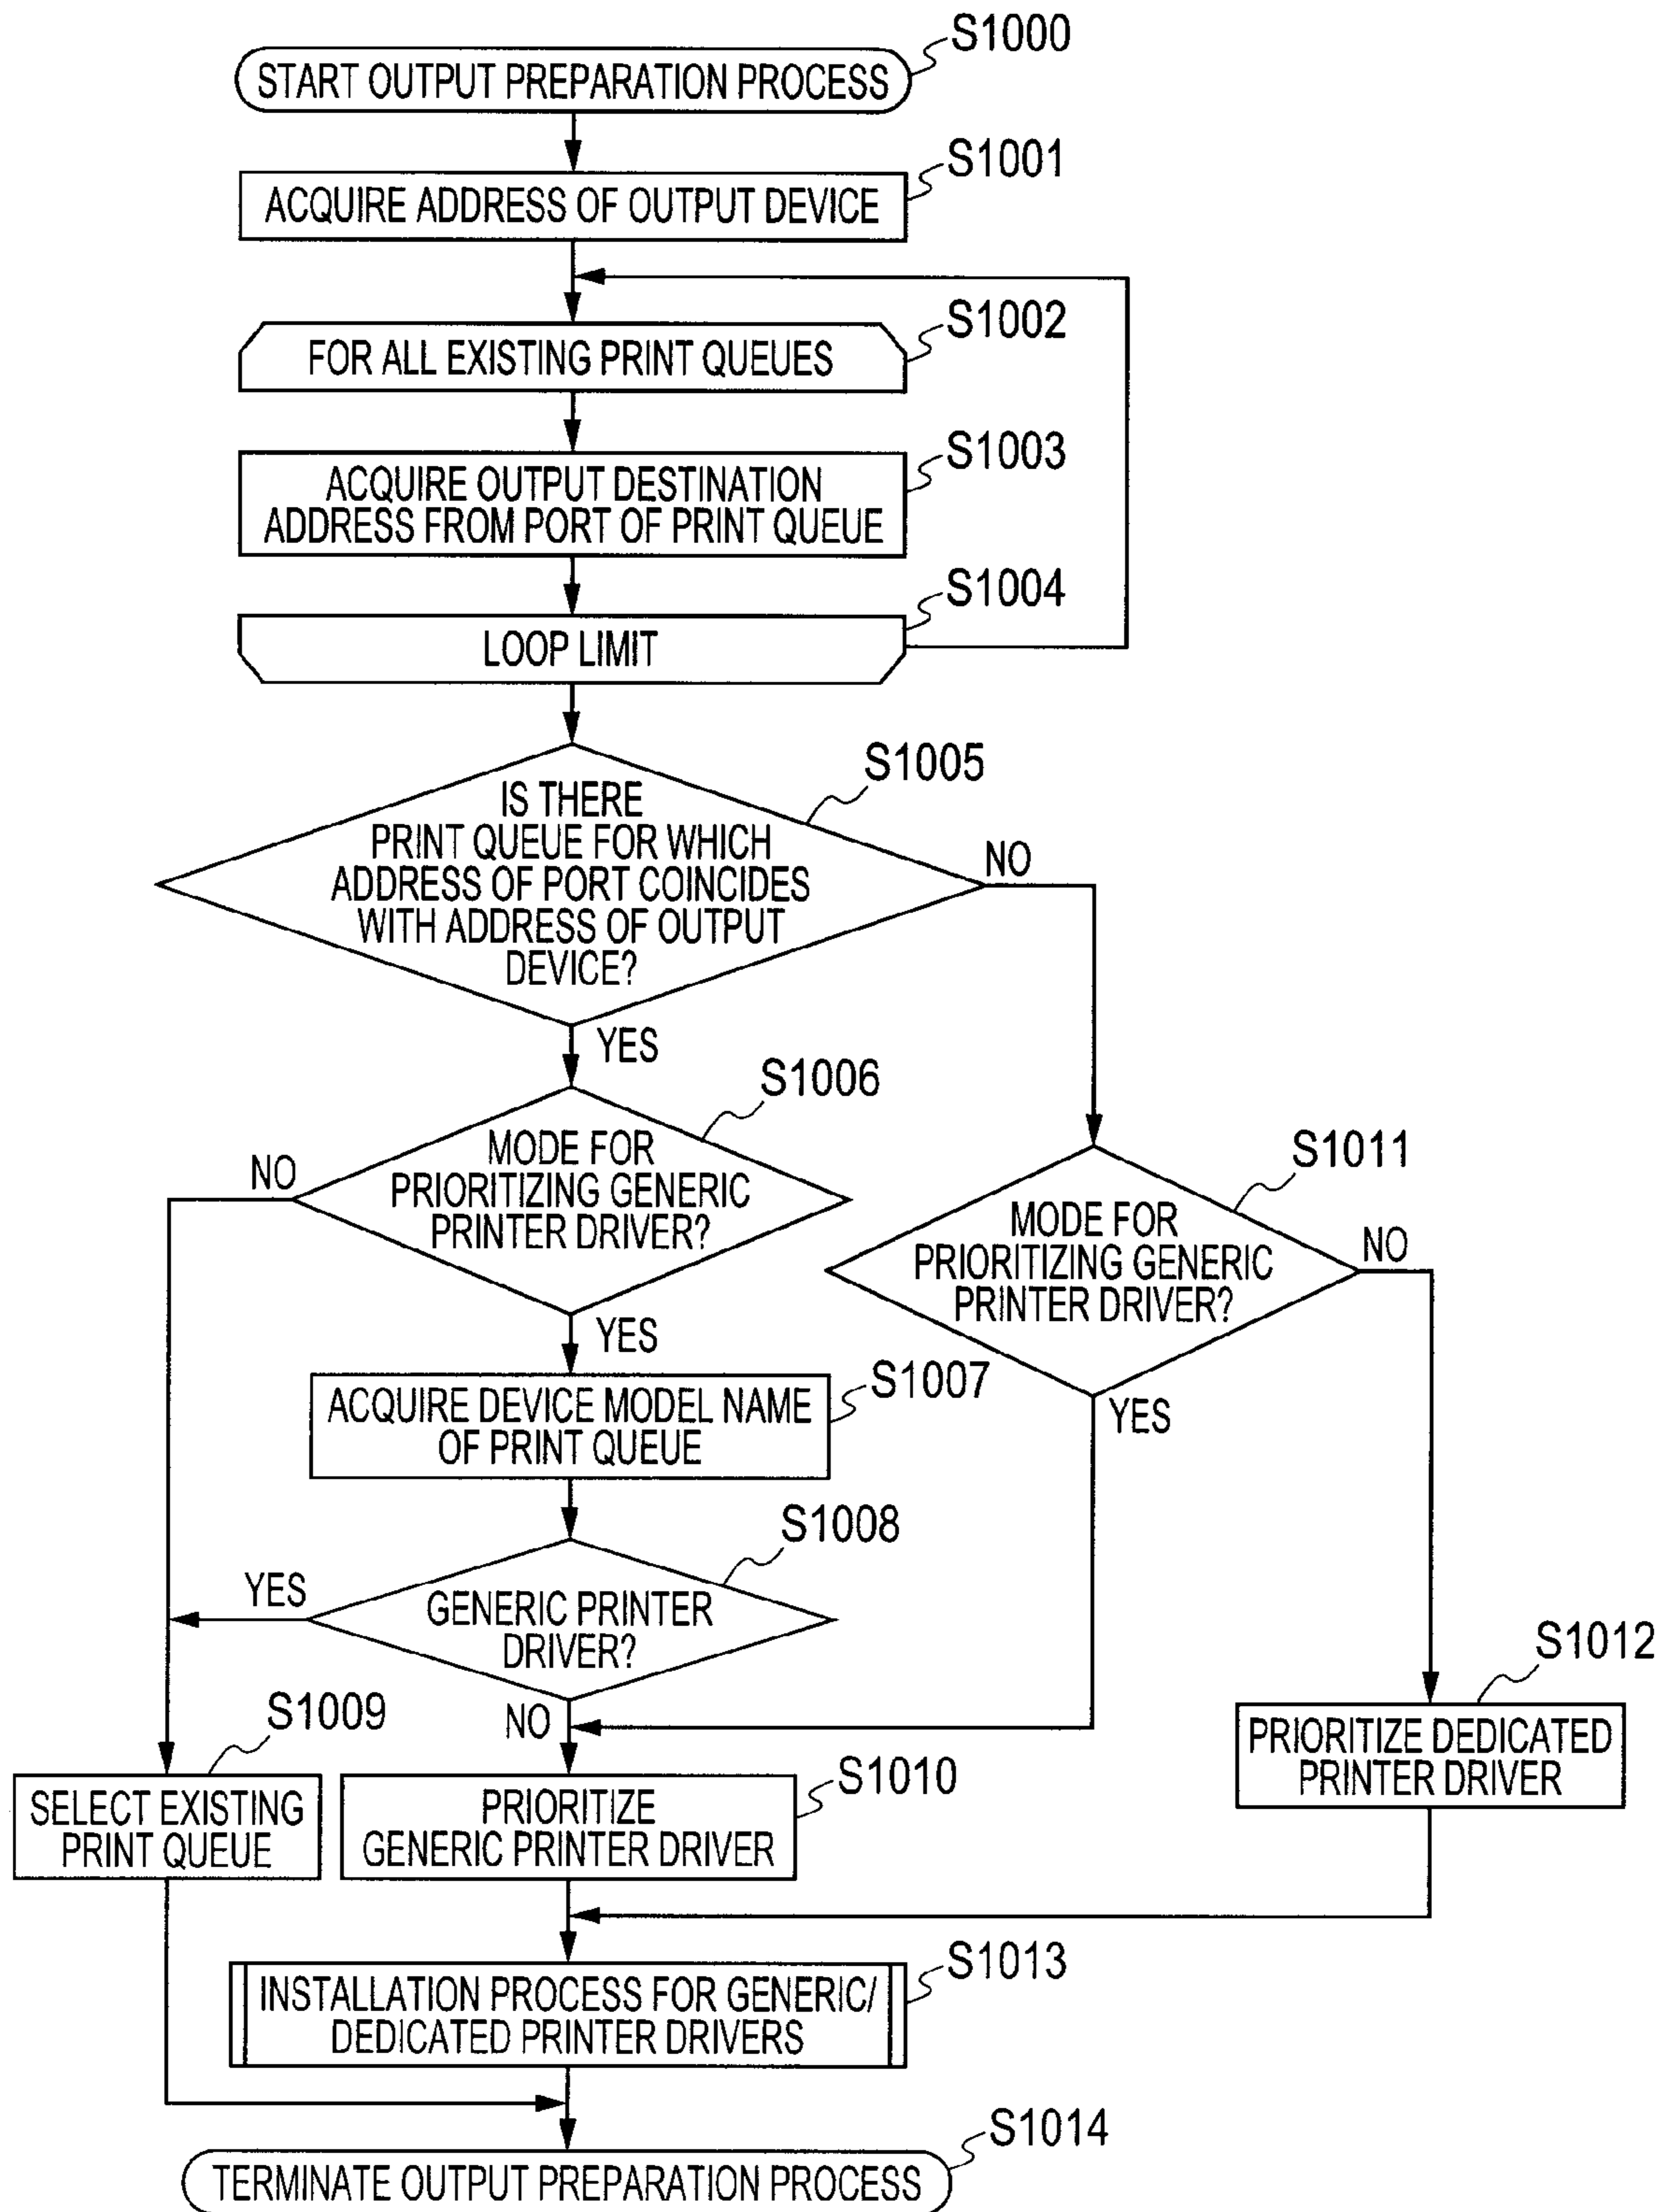 S1000
START OUTPUT PREPARATION PROCESS
S1001
ACQUIRE ADDRESS OF OUTPUT DEVICE
S1002
FOR ALL EXISTING PRINT QUEUES
S1003
ACQUIRE OUTPUT DESTINATION
ADDRESS FROM PORT OF PRINT QUEUE
S1004
LOOP LIMIT
S1005
IS THERE
PRINT QUEUE FOR WHICH
ADDRESS OF PORT COINCIDES
WITH ADDRESS OF OUTPUT
DEVICE?
NO
YES
S1006
MODE FOR
PRIORITIZING GENERIC
PRINTER DRIVER?
NO
YES
S1011
MODE FOR
PRIORITIZING GENERIC
PRINTER DRIVER?
NO
YES
S1007
ACQUIRE DEVICE MODEL NAME
OF PRINT QUEUE
S1008
GENERIC PRINTER
DRIVER?
YES
NO
S1012
PRIORITIZE DEDICATED
PRINTER DRIVER
S1009
SELECT EXISTING
PRINT QUEUE
S1010
PRIORITIZE
GENERIC PRINTER DRIVER
S1013
INSTALLATION PROCESS FOR GENERIC/
DEDICATED PRINTER DRIVERS
S1014
TERMINATE OUTPUT PREPARATION PROCESS